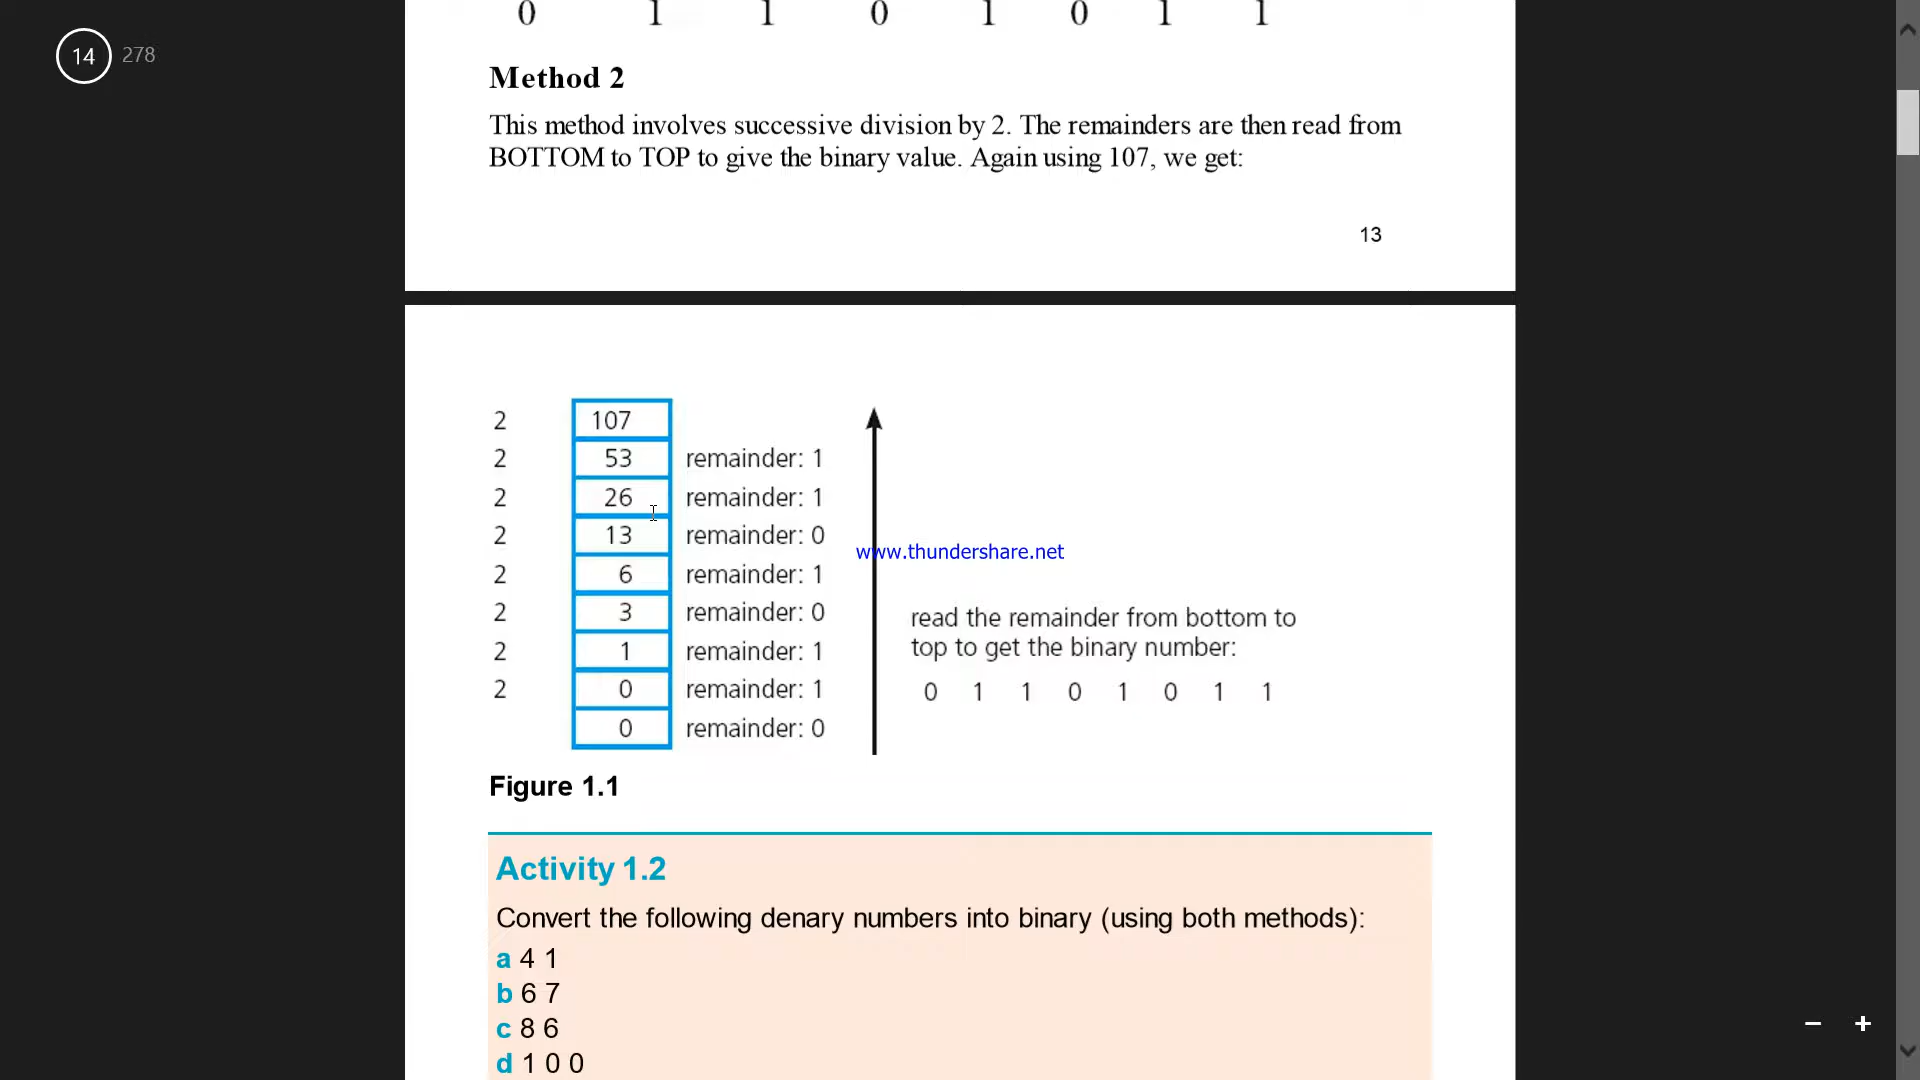 0 1 1 0 1 0 1 1
14 278
Method 2
This method involves successive division by 2. The remainders are then read from
BOTTOM to TOP to give the binary value. Again using 107, we get:
13
2 107
2 53 remainder: 1
2 26 remainder: 1
2 13 remainder: 0
2 6 remainder: 1
2 3 remainder: 0
2 1 remainder: 1
2 0 remainder: 1
0 remainder: 0
www.thundershare.net
read the remainder from bottom to
top to get the binary number:
0 1 1 0 1 0 1 1
Figure 1.1
Activity 1.2
Convert the following denary numbers into binary (using both methods):
a 4 1
b 6 7
c 8 6
d 1 0 0